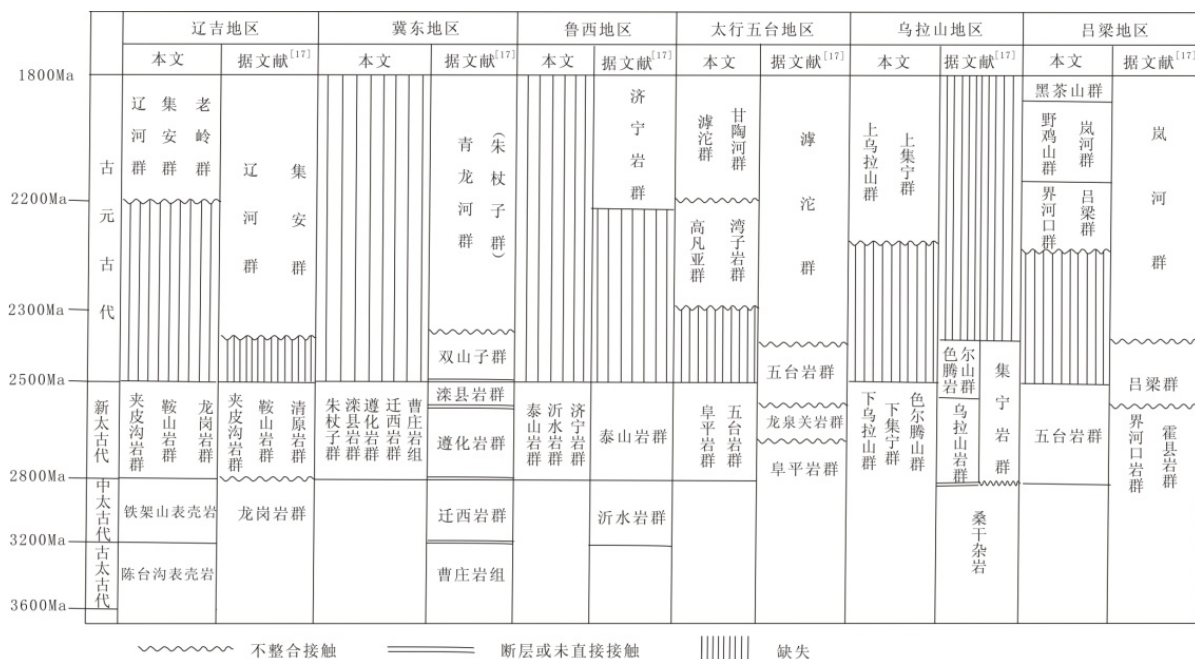 辽吉地区 冀东地区 鲁西地区 太行五台地区 乌拉山地区 吕梁地区
本文 据文献[17] 本文 据文献[17] 本文 据文献[17] 本文 据文献[17] 本文 据文献[17] 本文 据文献[17]
1800Ma
2200Ma
2300Ma
2500Ma
2800Ma
3200Ma
3600Ma
古元古代
新太古代
中太古代
古太古代
辽河群
集安群
老岭群
夹皮沟岩群
鞍山岩群
龙岗岩群
铁架山表壳岩
陈台沟表壳岩
辽河群
集安群
夹皮沟岩群
鞍山岩群
清原岩群
龙岗岩群
朱杖子群
滦县岩群
遵化岩群
迁西岩群
曹庄岩组
青龙河群
(朱杖子群)
双山子群
滦县岩群
遵化岩群
迁西岩群
曹庄岩组
泰山岩群
沂水岩群
济宁岩群
济宁岩群
泰山岩群
沂水岩群
滹沱群
甘陶河群
高凡亚群
湾子岩群
阜平岩群
五台岩群
滹沱群
五台岩群
龙泉关岩群
阜平岩群
上乌拉山群
上集宁群
下乌拉山群
下集宁群
色尔腾山群
色尔腾山岩群
乌拉山岩群
集宁岩群
桑干杂岩
黑茶山群
野鸡山群
岚河群
界河口群
吕梁群
五台岩群
岚河群
吕梁群
界河口岩群
霍县岩群
不整合接触 断层或未直接接触 缺失